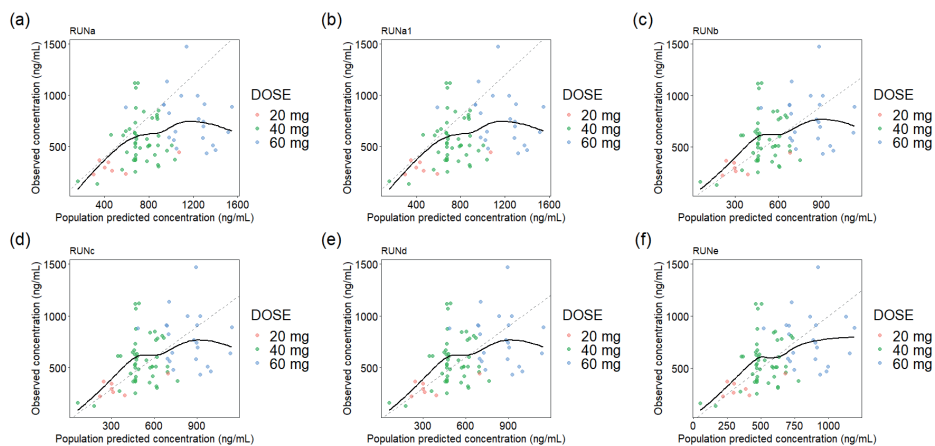 (a)
RUNa
Observed concentration (ng/mL)
1500
1000
500
400
800
1200
1600
Population predicted concentration (ng/mL)
DOSE
20 mg
40 mg
60 mg
(b)
RUNa1
Observed concentration (ng/mL)
1500
1000
500
400
800
1200
1600
Population predicted concentration (ng/mL)
DOSE
20 mg
40 mg
60 mg
(c)
RUNb
Observed concentration (ng/mL)
1500
1000
500
300
600
900
Population predicted concentration (ng/mL)
DOSE
20 mg
40 mg
60 mg
(d)
RUNc
Observed concentration (ng/mL)
1500
1000
500
300
600
900
Population predicted concentration (ng/mL)
DOSE
20 mg
40 mg
60 mg
(e)
RUNd
Observed concentration (ng/mL)
1500
1000
500
300
600
900
Population predicted concentration (ng/mL)
DOSE
20 mg
40 mg
60 mg
(f)
RUNe
Observed concentration (ng/mL)
1500
1000
500
0
250
500
750
1000
Population predicted concentration (ng/mL)
DOSE
20 mg
40 mg
60 mg